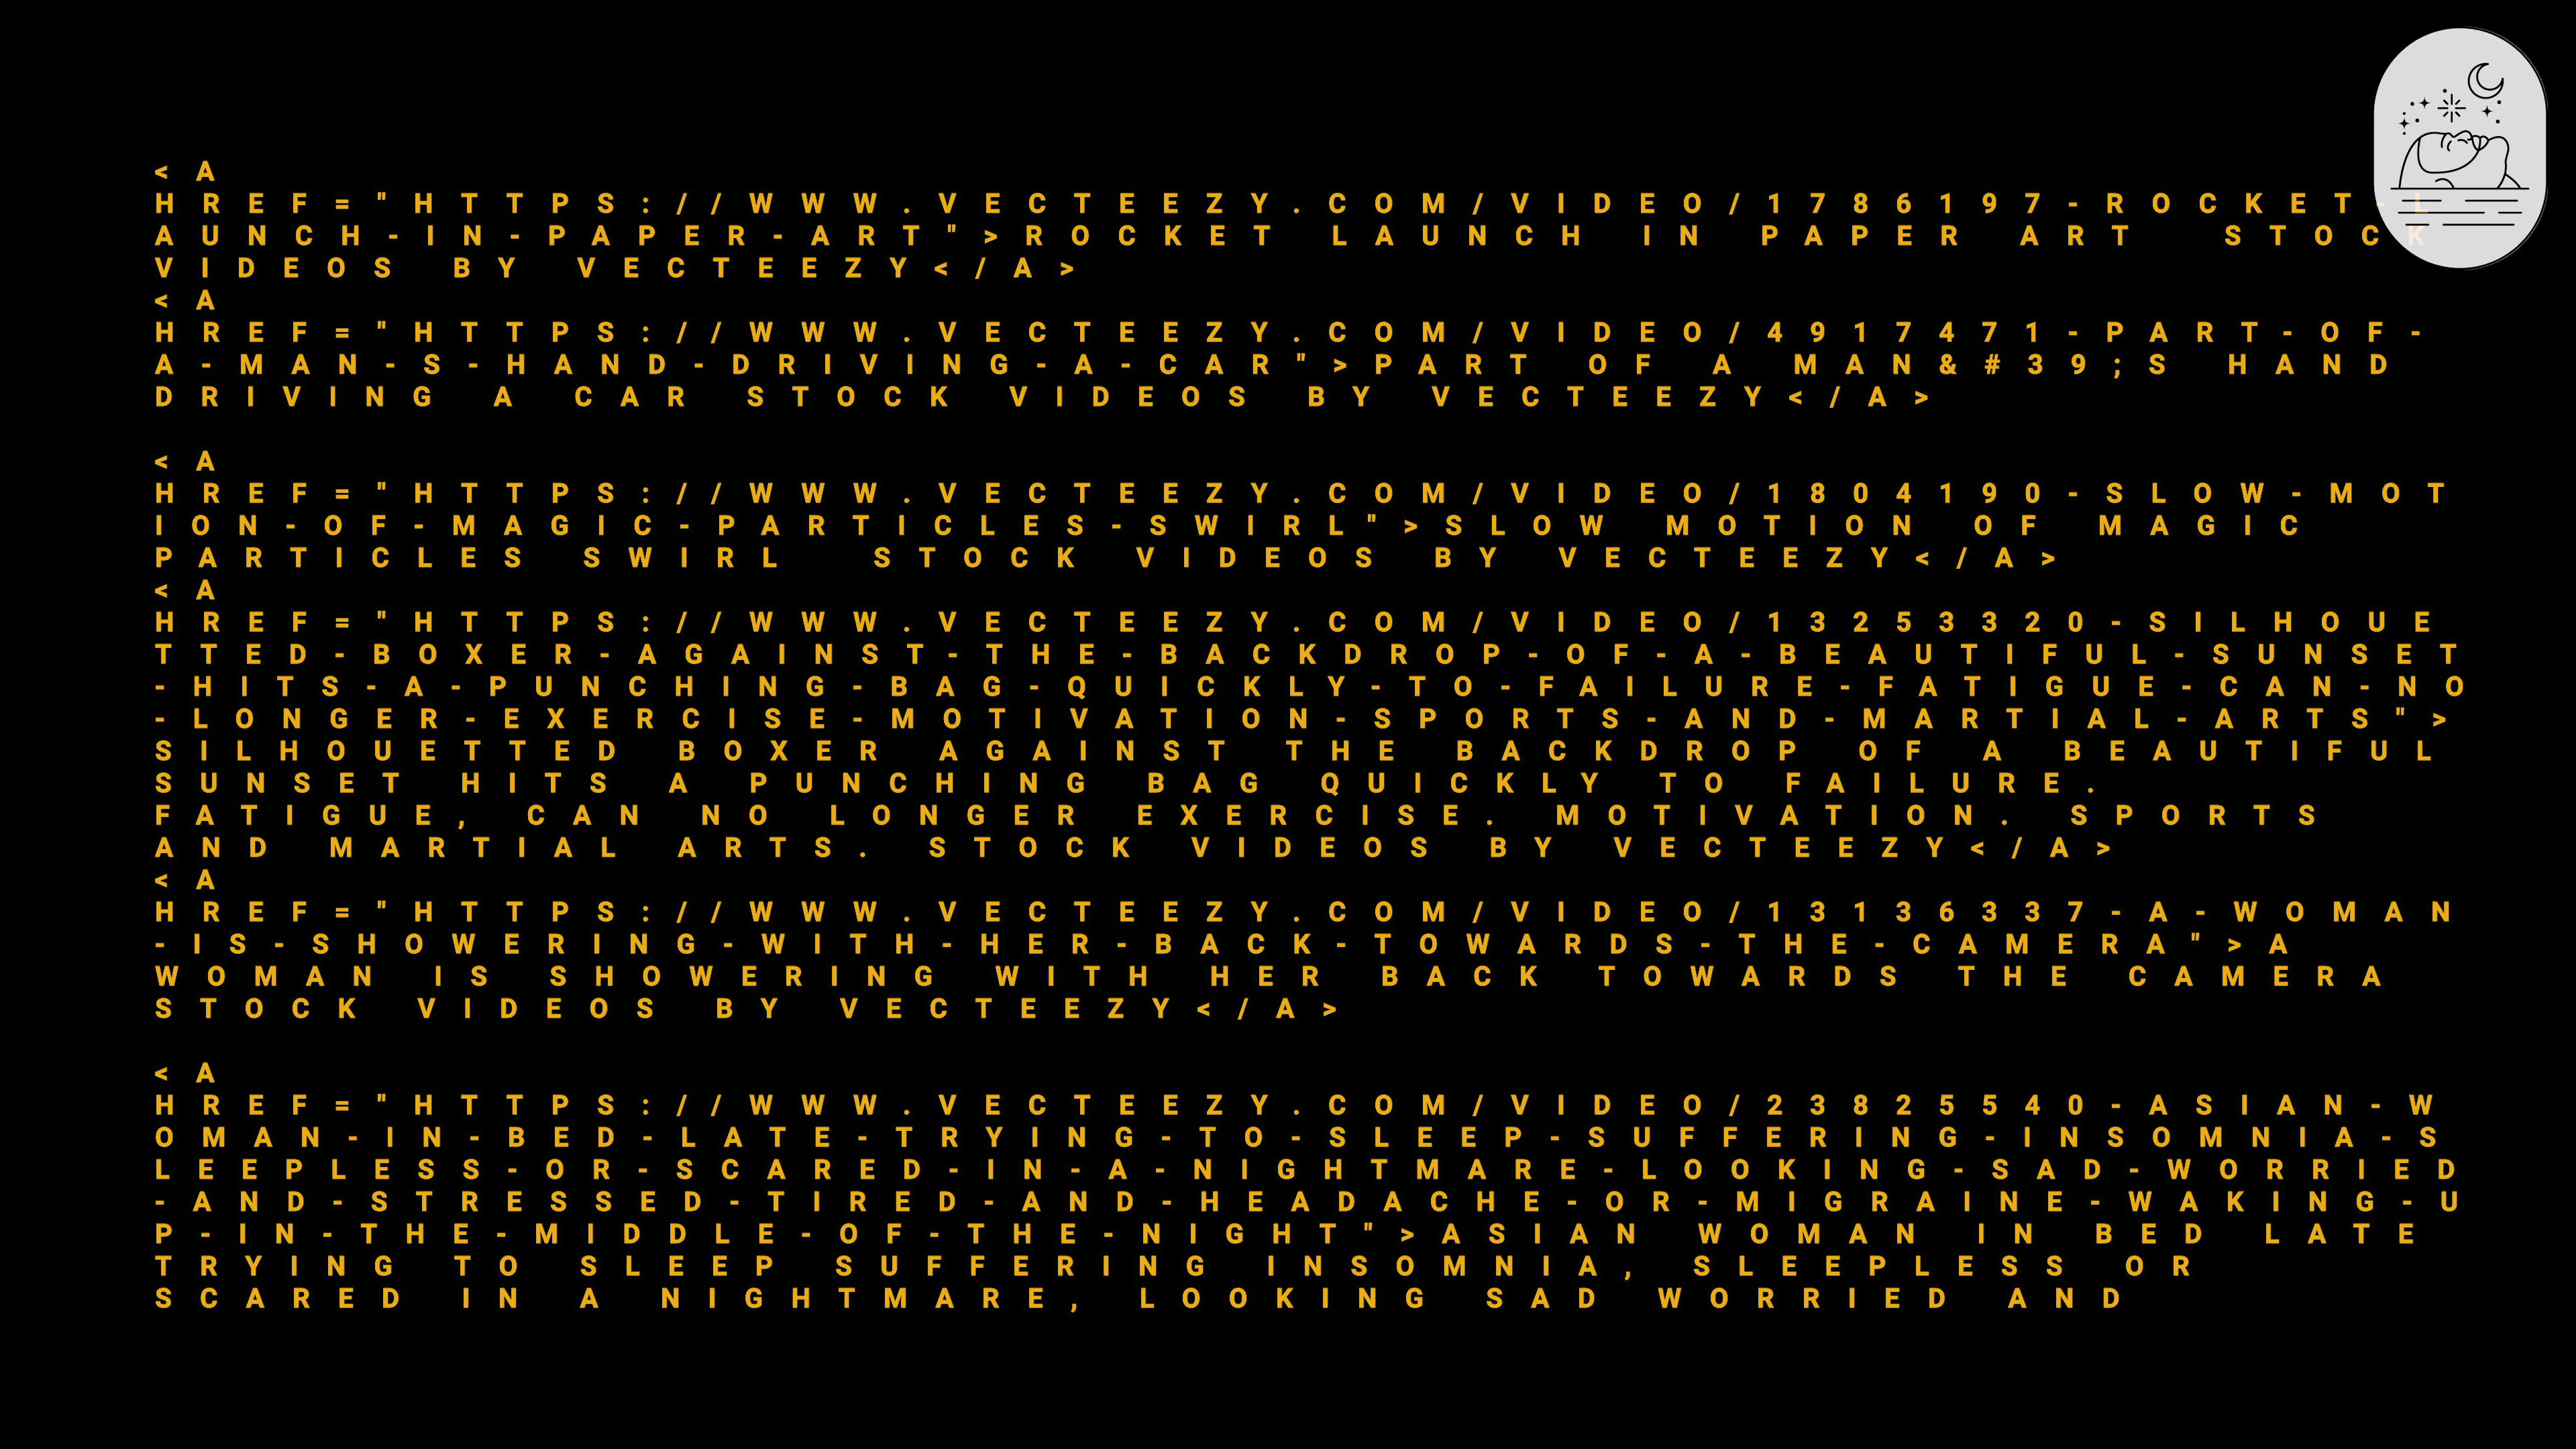 < A
HREF="HTTPS://WWW.VECTEEZY.COM/VIDEO/1786197-ROCKET-L
AUNCH-IN-PAPER-ART">ROCKET LAUNCH IN PAPER ART STOCK
VIDEOS BY VECTEEZY</A>
< A
HREF="HTTPS://WWW.VECTEEZY.COM/VIDEO/4917471-PART-OF-
A-MAN-S-HAND-DRIVING-A-CAR">PART OF A MAN&#39;S HAND
DRIVING A CAR STOCK VIDEOS BY VECTEEZY</A>
< A
HREF="HTTPS://WWW.VECTEEZY.COM/VIDEO/1804190-SLOW-MOT
ION-OF-MAGIC-PARTICLES-SWIRL">SLOW MOTION OF MAGIC
PARTICLES SWIRL STOCK VIDEOS BY VECTEEZY</A>
< A
HREF="HTTPS://WWW.VECTEEZY.COM/VIDEO/13253320-SILHOUE
TTED-BOXER-AGAINST-THE-BACKDROP-OF-A-BEAUTIFUL-SUNSET
-HITS-A-PUNCHING-BAG-QUICKLY-TO-FAILURE-FATIGUE-CAN-NO
-LONGER-EXERCISE-MOTIVATION-SPORTS-AND-MARTIAL-ARTS">
SILHOUETTED BOXER AGAINST THE BACKDROP OF A BEAUTIFUL
SUNSET HITS A PUNCHING BAG QUICKLY TO FAILURE.
FATIGUE, CAN NO LONGER EXERCISE. MOTIVATION. SPORTS
AND MARTIAL ARTS. STOCK VIDEOS BY VECTEEZY</A>
< A
HREF="HTTPS://WWW.VECTEEZY.COM/VIDEO/13136337-A-WOMAN
-IS-SHOWERING-WITH-HER-BACK-TOWARDS-THE-CAMERA">A
WOMAN IS SHOWERING WITH HER BACK TOWARDS THE CAMERA
STOCK VIDEOS BY VECTEEZY</A>
< A
HREF="HTTPS://WWW.VECTEEZY.COM/VIDEO/23825540-ASIAN-W
OMAN-IN-BED-LATE-TRYING-TO-SLEEP-SUFFERING-INSOMNIA-S
LEEPLESS-OR-SCARED-IN-A-NIGHTMARE-LOOKING-SAD-WORRIED
-AND-STRESSED-TIRED-AND-HEADACHE-OR-MIGRAINE-WAKING-U
P-IN-THE-MIDDLE-OF-THE-NIGHT">ASIAN WOMAN IN BED LATE
TRYING TO SLEEP SUFFERING INSOMNIA, SLEEPLESS OR
SCARED IN A NIGHTMARE, LOOKING SAD WORRIED AND